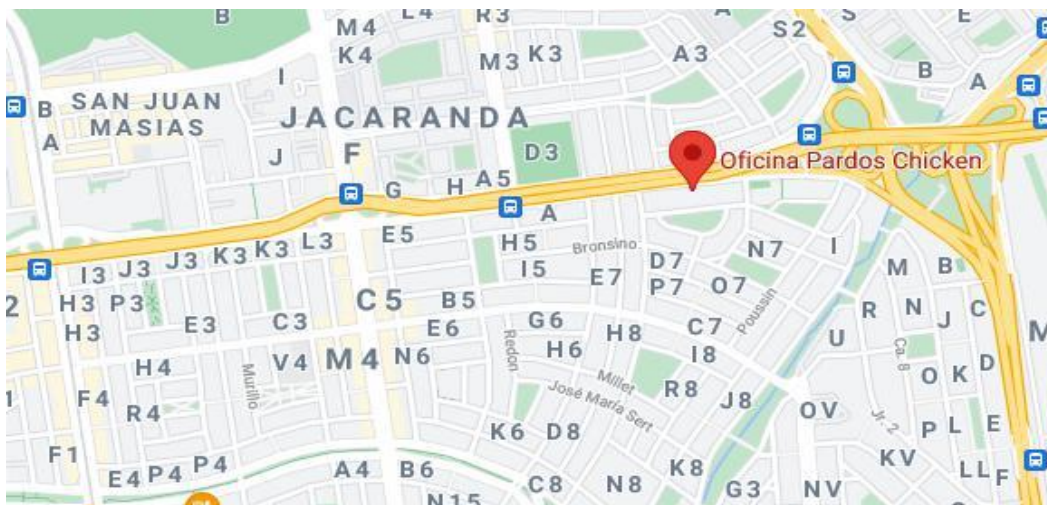 B
M4
L4
R3
A
S2
S
E
K4
M3
K3
A3
I
B
A
B
SAN JUAN
MASIAS
A
JACARANDA
J
F
D3
Oficina Pardos Chicken
G
H
A5
A
E5
H5
Bronsino
N7
I
L3
K3
K3
J3
J3
I3
I5
E7
D7
P7
O7
M
B
2
H3
P3
C5
B5
H3
E3
C3
E6
G6
H8
C7
Poussin
R
N
J
C
M
U
H4
V4
M4
N6
Redon
H6
I8
Ca. 8
D
Murillo
Millet
R8
O
K
F4
José María Sert
J8
1
R4
OV
Jr. 2
P
L
E
K6
D8
F1
P4
P4
E4
A4
B6
K8
KV
LL
F
C8
N8
G3
NV
N15